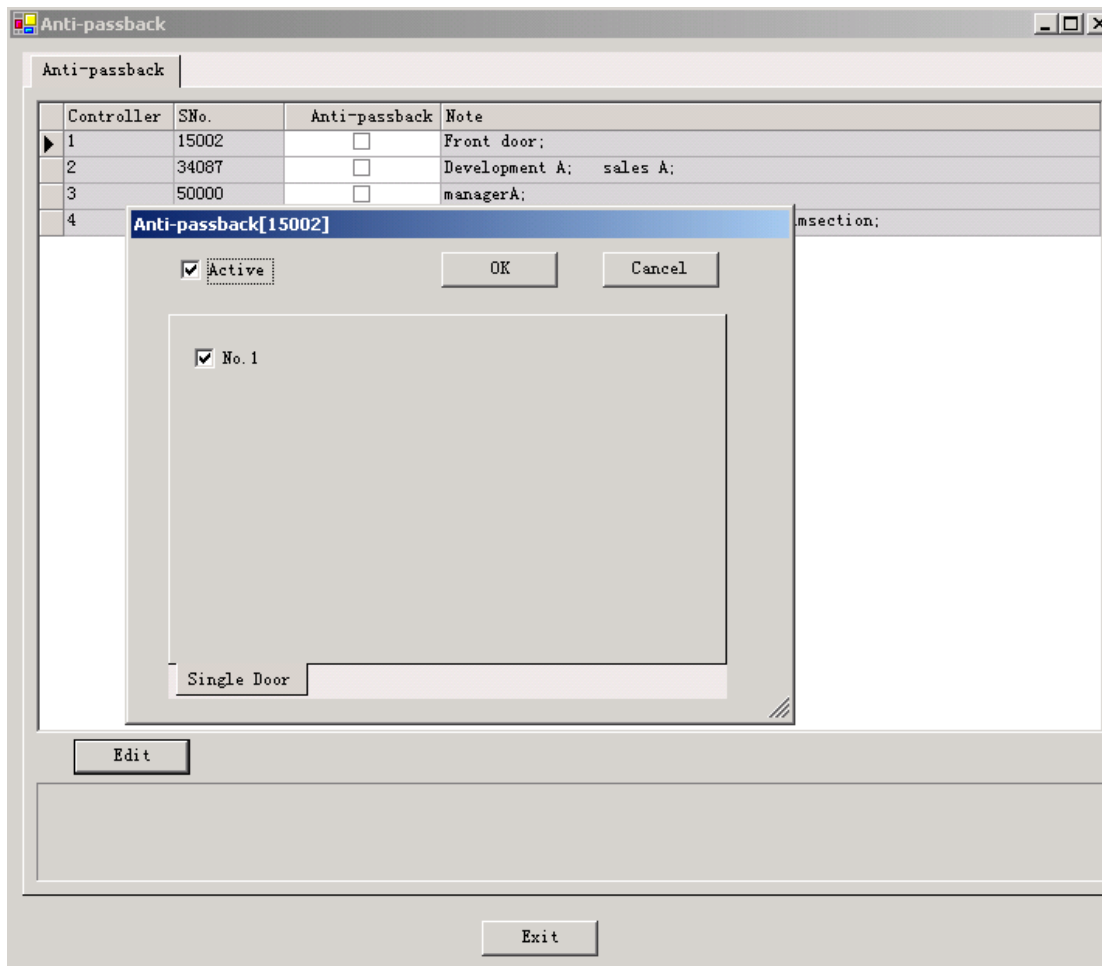 Anti-passback
Anti-passback
Controller SNo. Anti-passback Note
1 15002 Front door;
2 34087 Development A; sales A;
3 50000 managerA;
4 msection;
Anti-passback[15002]
Active OK Cancel
No.1
Single Door
Edit
Exit